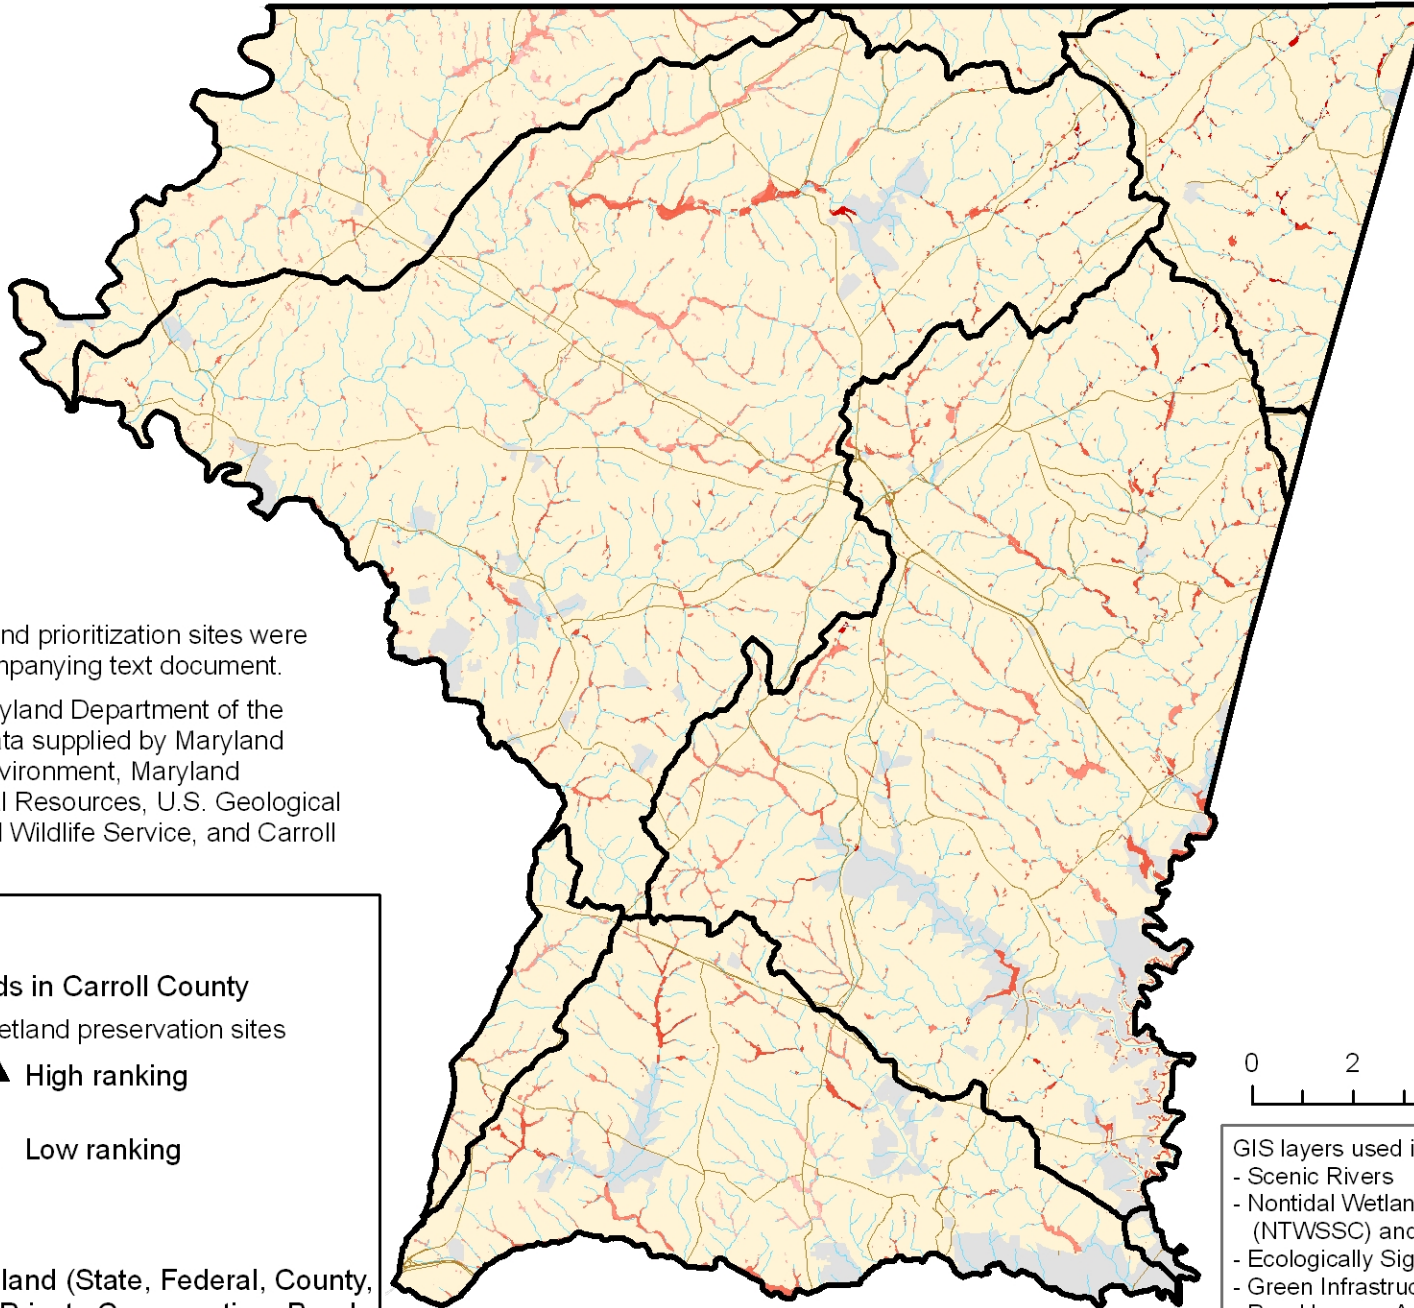 nd prioritization sites were
mpanying text document.
yland Department of the
ata supplied by Maryland
vironment, Maryland
l Resources, U.S. Geological
l Wildlife Service, and Carroll
ds in Carroll County
etland preservation sites
High ranking
Low ranking
land (State, Federal, County,
0 2
GIS layers used i
- Scenic Rivers
- Nontidal Wetlan
(NTWSSC) and
- Ecologically Sig
- Green Infrastruc